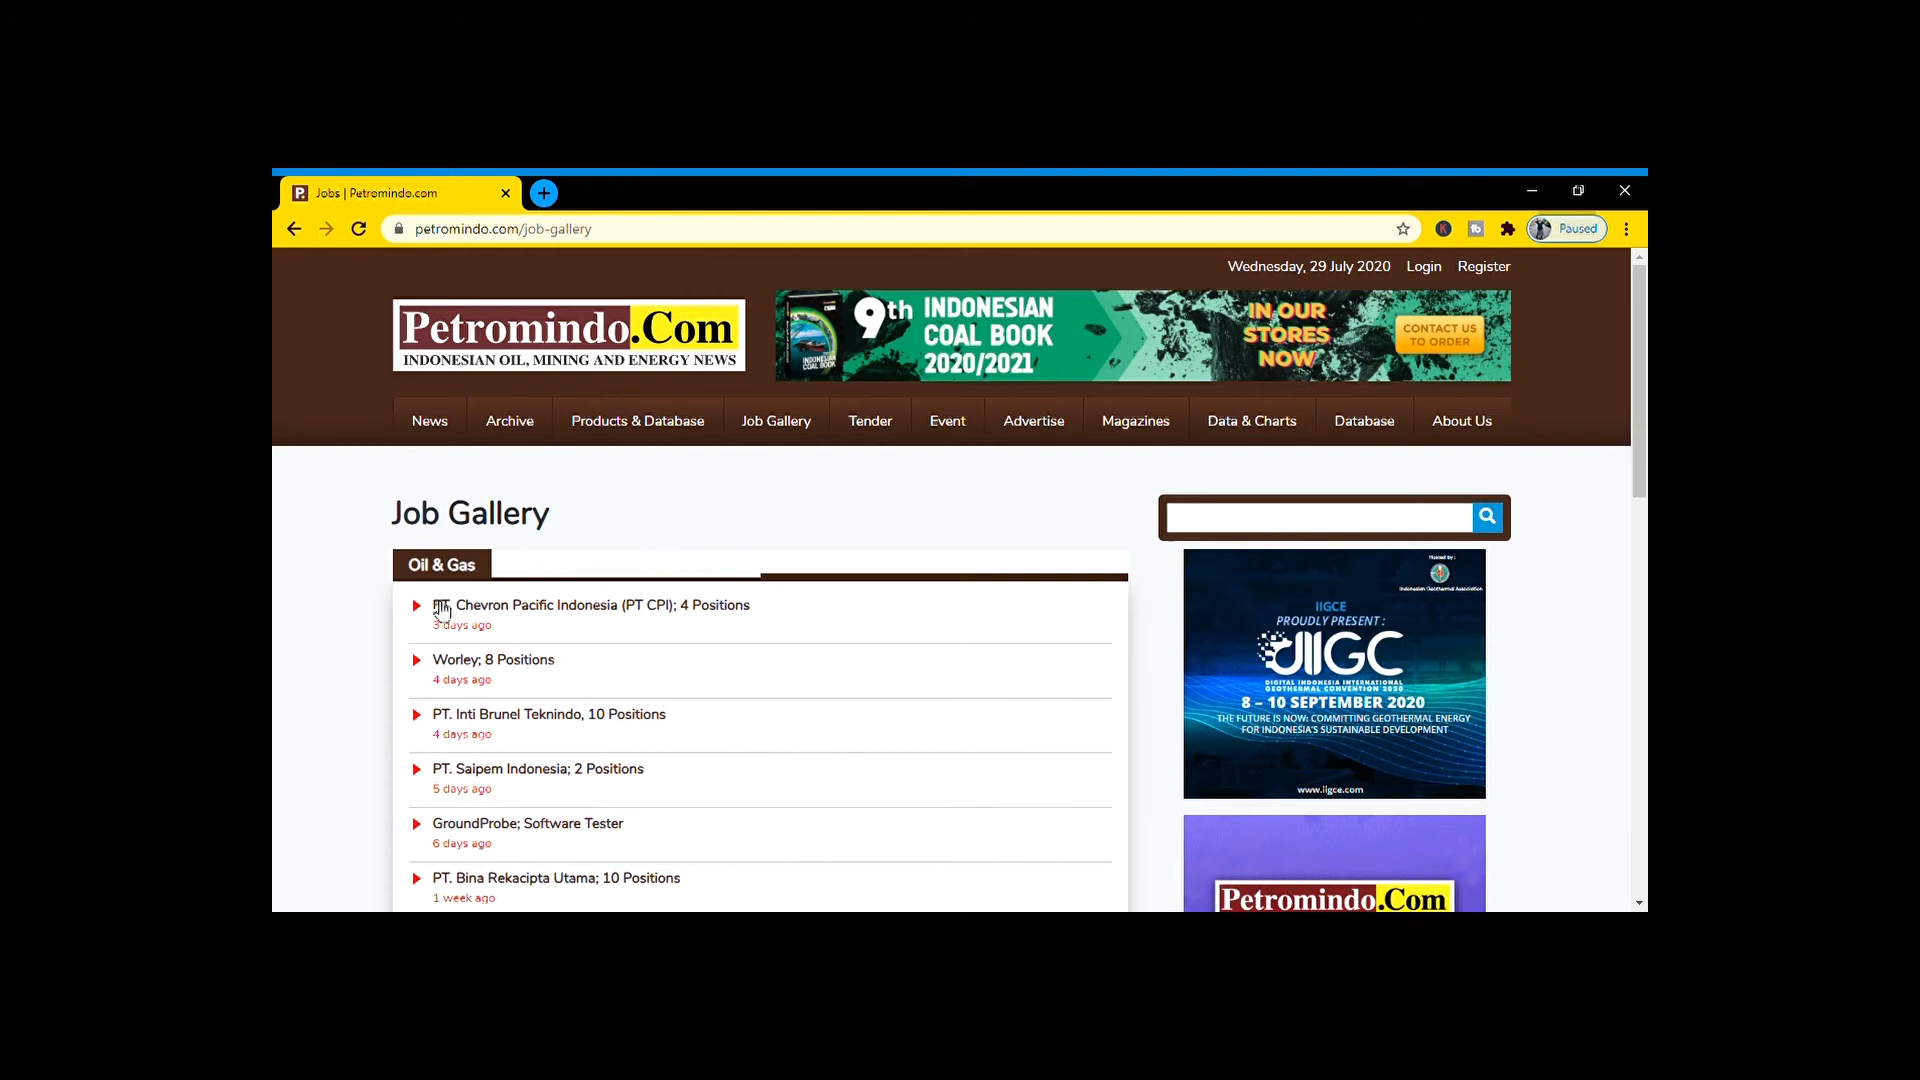 Jobs | Petromindo.com
petromindo.com/job-gallery
Paused
Wednesday, 29 July 2020 Login Register
Petromindo.Com
INDONESIAN OIL, MINING AND ENERGY NEWS
9th INDONESIAN
COAL BOOK
2020/2021
IN OUR
STORES
NOW
CONTACT US
TO ORDER
News Archive Products & Database Job Gallery Tender Event Advertise Magazines Data & Charts Database About Us
Job Gallery
Oil & Gas
PT. Chevron Pacific Indonesia (PT CPI); 4 Positions
3 days ago
Worley; 8 Positions
4 days ago
PT. Inti Brunel Teknindo, 10 Positions
4 days ago
PT. Saipem Indonesia; 2 Positions
5 days ago
GroundProbe; Software Tester
6 days ago
PT. Bina Rekacipta Utama; 10 Positions
1 week ago
Hosted by :
Indonesian Geothermal Association
IIGCE
PROUDLY PRESENT :
DIIGC
DIGITAL INDONESIA INTERNATIONAL
GEOTHERMAL CONVENTION 2020
8 – 10 SEPTEMBER 2020
THE FUTURE IS NOW: COMMITTING GEOTHERMAL ENERGY
FOR INDONESIA'S SUSTAINABLE DEVELOPMENT
www.iigce.com
Petromindo.Com